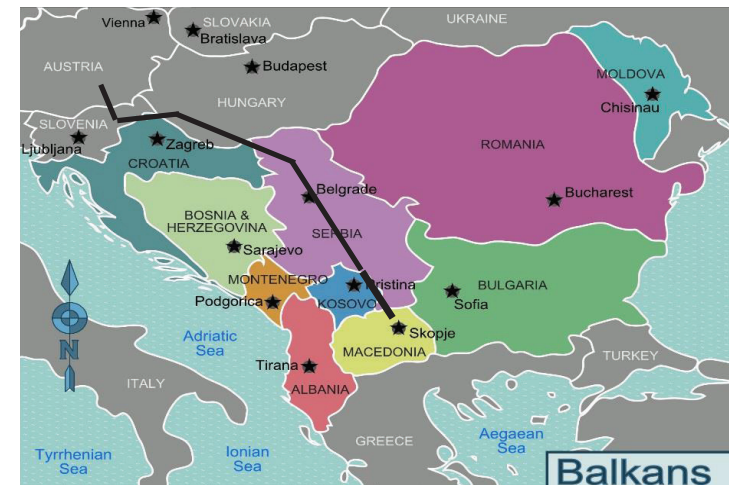 UKRAINE
Vienna
SLOVAKIA
Bratislava
AUSTRIA
Budapest
MOLDOVA
HUNGARY
Chisinau
SLOVENIA
Ljubljana
Zagreb
CROATIA
ROMANIA
Belgrade
Bucharest
BOSNIA &
HERZEGOVINA
SERBIA
Sarajevo
MONTENEGRO
Pristina
BULGARIA
Podgorica
KOSOVO
Sofia
Adriatic
Sea
Skopje
N
MACEDONIA
TURKEY
Tirana
ITALY
ALBANIA
GREECE
Aegaean
Sea
Tyrrhenian
Sea
Ionian
Sea
Balkans